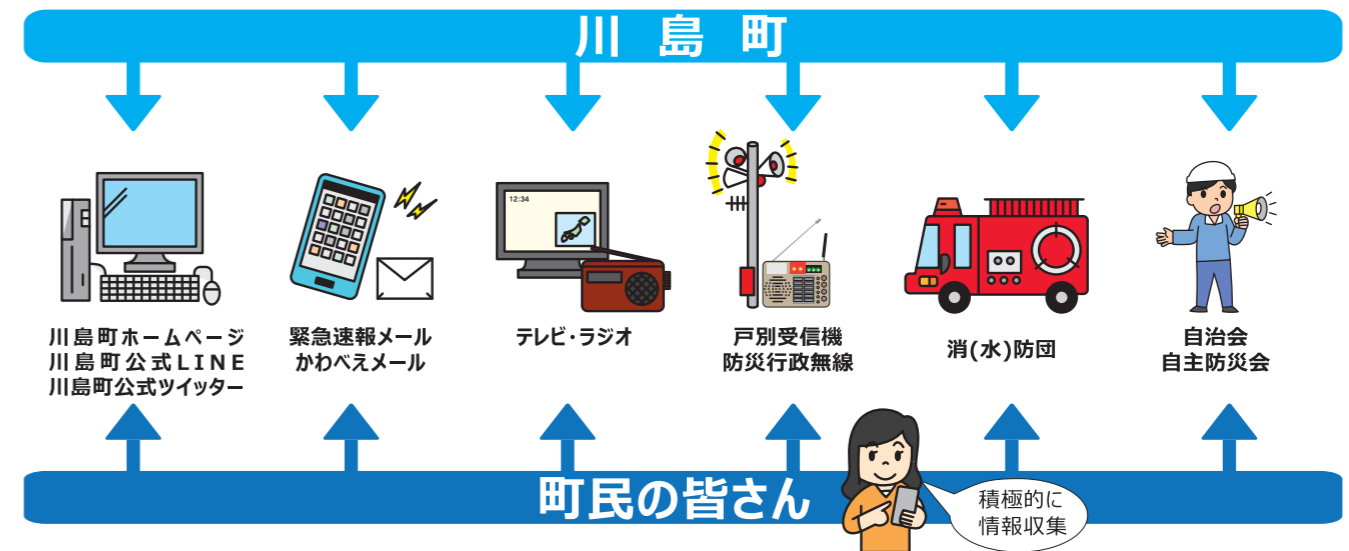 川島町
12:34
川島町ホームページ
川島町公式LINE
川島町公式ツイッター
緊急速報メール
かわべえメール
テレビ・ラジオ
戸別受信機
防災行政無線
消(水)防団
自治会
自主防災会
町民の皆さん
積極的に
情報収集